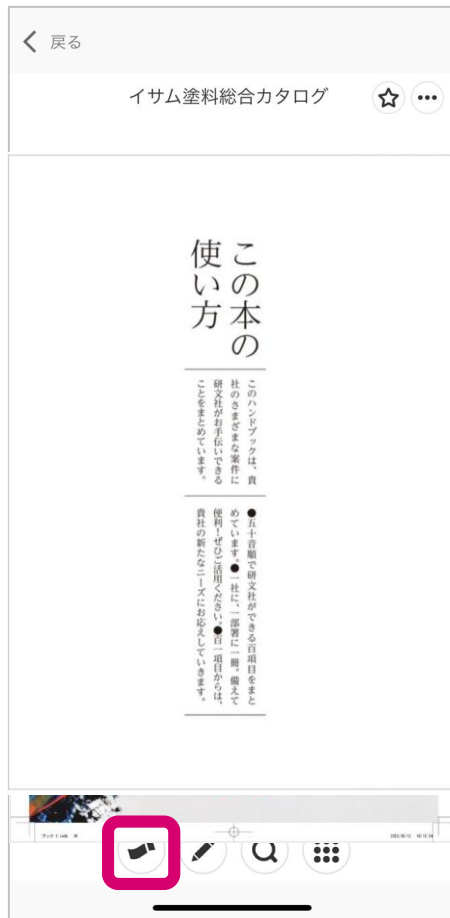 戻る
イサム塗料総合カタログ
この本の
使い方
このハンドブックは、貴
社のさまざまな案件に
研文社がお手伝いできる
ことをまとめています。
●五十音順で研文社ができる百項目をまと
めています。●一社に、一部署に一冊。備えて
便利!ぜひご活用ください。●百一項目からは、
貴社の新たなニーズにお応えしていきます。